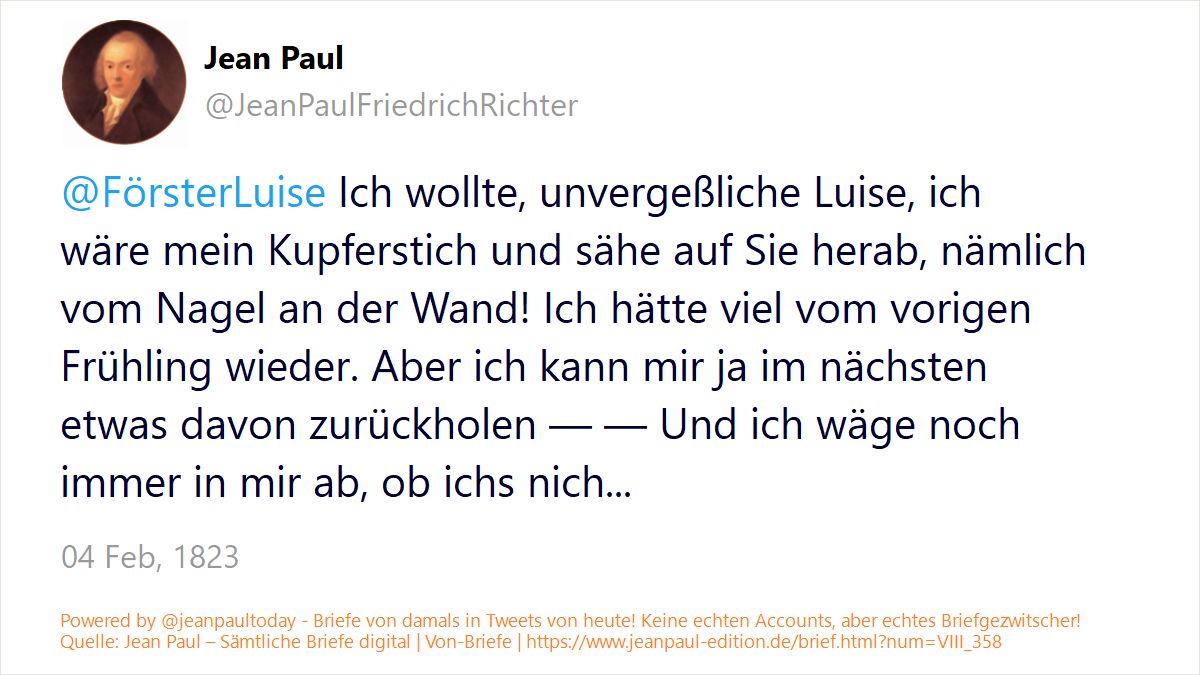 Jean Paul
@JeanPaulFriedrichRichter
@FörsterLuise Ich wollte, unvergeßliche Luise, ich
wäre mein Kupferstich und sähe auf Sie herab, nämlich
vom Nagel an der Wand! Ich hätte viel vom vorigen
Frühling wieder. Aber ich kann mir ja im nächsten
etwas davon zurückholen — — Und ich wäge noch
immer in mir ab, ob ichs nich...
04 Feb, 1823
Powered by @jeanpaultoday - Briefe von damals in Tweets von heute! Keine echten Accounts, aber echtes Briefgezwitscher!
Quelle: Jean Paul – Sämtliche Briefe digital | Von-Briefe | https://www.jeanpaul-edition.de/brief.html?num=VIII_358